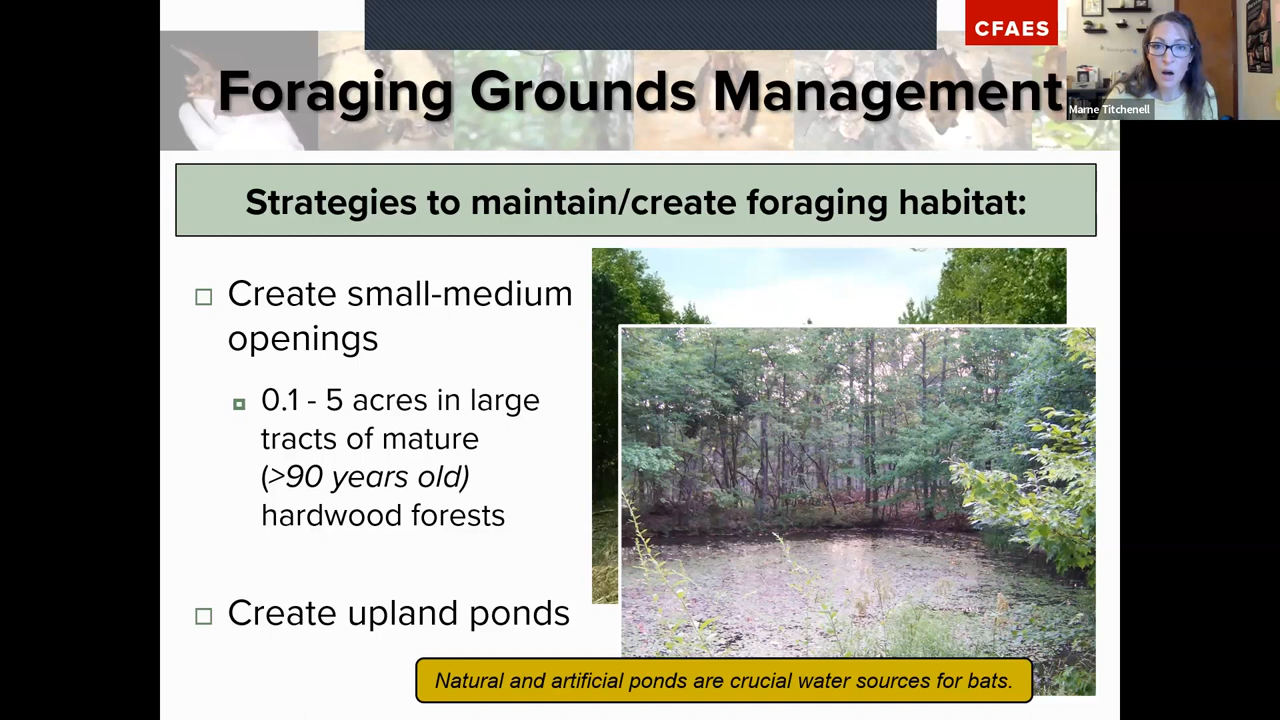 CFAES
Foraging Grounds Management
Marne Titchenell
Strategies to maintain/create foraging habitat:
Create small-medium
openings
0.1 - 5 acres in large
tracts of mature
(>90 years old)
hardwood forests
Create upland ponds
Natural and artificial ponds are crucial water sources for bats.